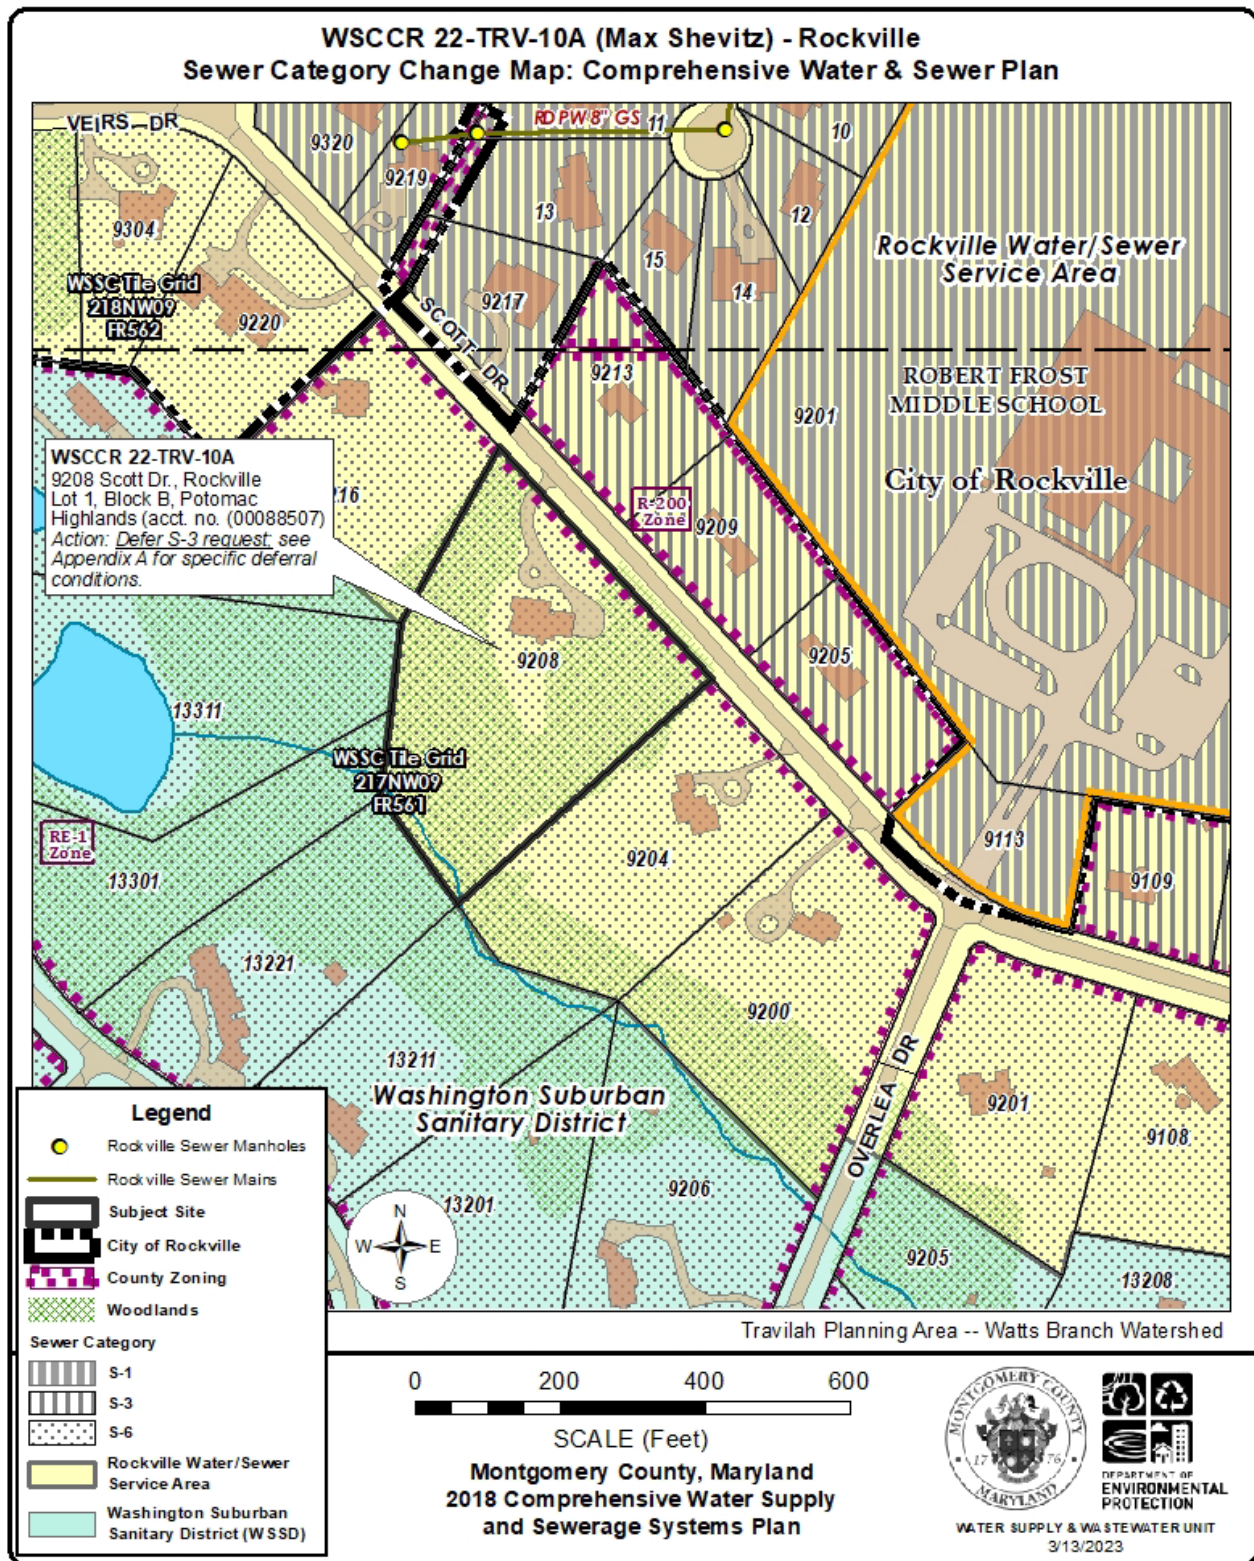 WSCCR 22-TRV-10A (Max Shevitz) - Rockville
Sewer Category Change Map: Comprehensive Water & Sewer Plan
VEIRS DR
RDPW 8" GS
11
10
9320
9219
13
12
9304
15
14
Rockville Water/Sewer
Service Area
WSSC Tile Grid
218NW09
FR562
9217
9220
SCOTT DR
9213
ROBERT FROST
MIDDLE SCHOOL
9201
WSCCR 22-TRV-10A
9208 Scott Dr., Rockville
Lot 1, Block B, Potomac
Highlands (acct. no. (00088507)
Action: Defer S-3 request; see
Appendix A for specific deferral
conditions.
City of Rockville
R-200
Zone
9209
9208
9205
13311
WSSC Tile Grid
217NW09
FR561
RE-1
Zone
13301
9204
9113
9109
13221
9200
13211
Washington Suburban
Sanitary District
OVERLEA DR
9201
9108
9206
13201
9205
13208
N
W E
S
Legend
Rockville Sewer Manholes
Rockville Sewer Mains
Subject Site
City of Rockville
County Zoning
Woodlands
Sewer Category
S-1
S-3
S-6
Rockville Water/Sewer
Service Area
Washington Suburban
Sanitary District (WSSD)
Travilah Planning Area -- Watts Branch Watershed
0 200 400 600
SCALE (Feet)
Montgomery County, Maryland
2018 Comprehensive Water Supply
and Sewerage Systems Plan
MONTGOMERY COUNTY
17 76
MARYLAND
DEPARTMENT OF
ENVIRONMENTAL
PROTECTION
WATER SUPPLY & WASTEWATER UNIT
3/13/2023